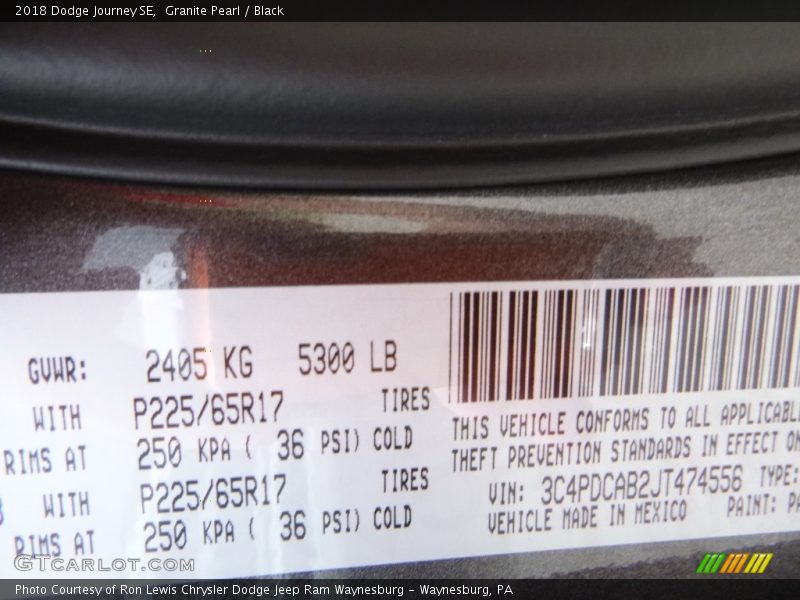 2018 Dodge Journey SE,  Granite Pearl / Black
GVWR: 2405 KG 5300 LB
WITH P225/65R17 TIRES
RIMS AT 250 KPA ( 36 PSI) COLD
WITH P225/65R17 TIRES
RIMS AT 250 KPA ( 36 PSI) COLD
THIS VEHICLE CONFORMS TO ALL
THEFT PREVENTION STANDARDS IN EFFECT ON
VIN: 3C4PDCAB2JT474556 TYPE:
VEHICLE MADE IN MEXICO PAINT:
GTcarlot.com
Photo Courtesy of Ron Lewis Chrysler Dodge Jeep Ram Waynesburg - Waynesburg, PA